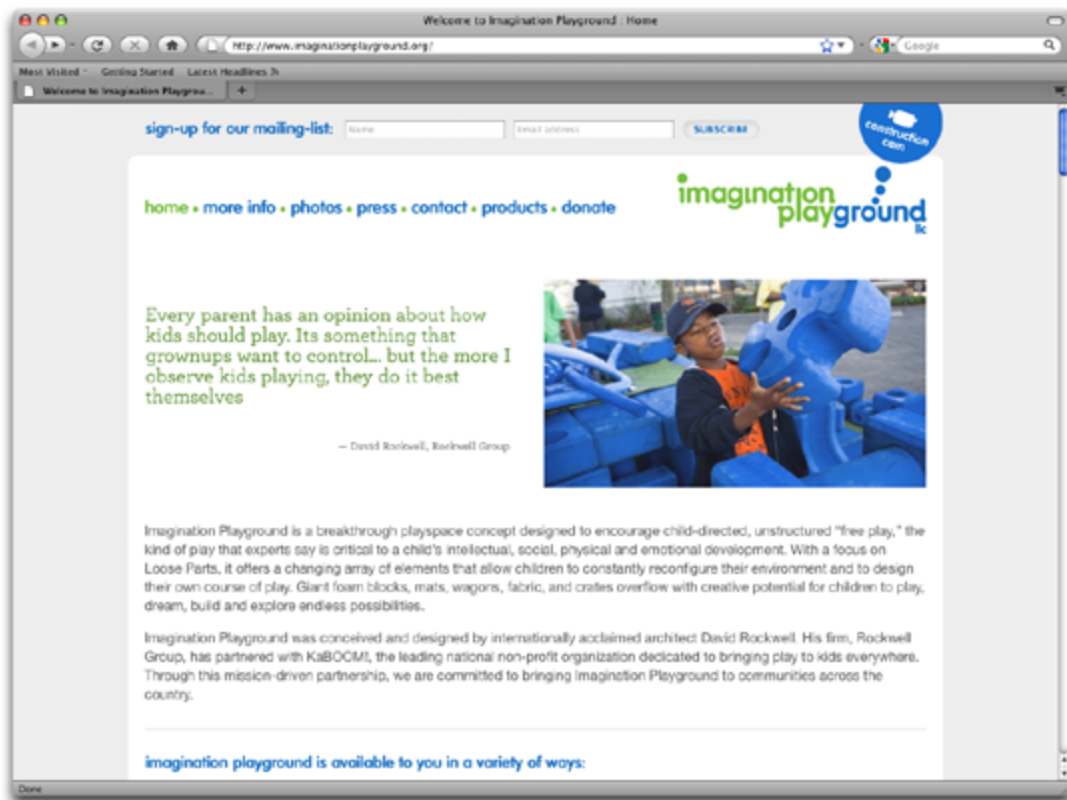 Welcome to Imagination Playground : Home
http://www.imaginationplayground.org/
Google
Most Visited
Getting Started
Latest Headlines
Welcome to Imagination Playgrou...
+
sign-up for our mailing-list:
Name
Email address
SUBSCRIBE
construction
cam
home • more info • photos • press • contact • products • donate
imagination
playground
llc
Every parent has an opinion about how
kids should play. Its something that
grownups want to control... but the more I
observe kids playing, they do it best
themselves
— David Rockwell, Rockwell Group
Imagination Playground is a breakthrough playspace concept designed to encourage child-directed, unstructured "free play," the
kind of play that experts say is critical to a child's intellectual, social, physical and emotional development. With a focus on
Loose Parts, it offers a changing array of elements that allow children to constantly reconfigure their environment and to design
their own course of play. Giant foam blocks, mats, wagons, fabric, and crates overflow with creative potential for children to play,
dream, build and explore endless possibilities.
Imagination Playground was conceived and designed by internationally acclaimed architect David Rockwell. His firm, Rockwell
Group, has partnered with KaBOOM!, the leading national non-profit organization dedicated to bringing play to kids everywhere.
Through this mission-driven partnership, we are committed to bringing Imagination Playground to communities across the
country.
imagination playground is available to you in a variety of ways:
Done